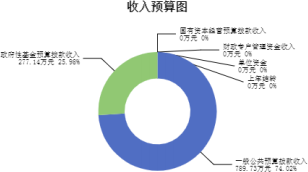 收入预算图
国有资本经营预算拨款收入
0万元 0%
财政专户管理资金收入
0万元 0%
单位资金
0万元 0%
上年结转
0万元 0%
政府性基金预算拨款收入
277.14万元 25.98%
一般公共预算拨款收入
789.73万元 74.02%